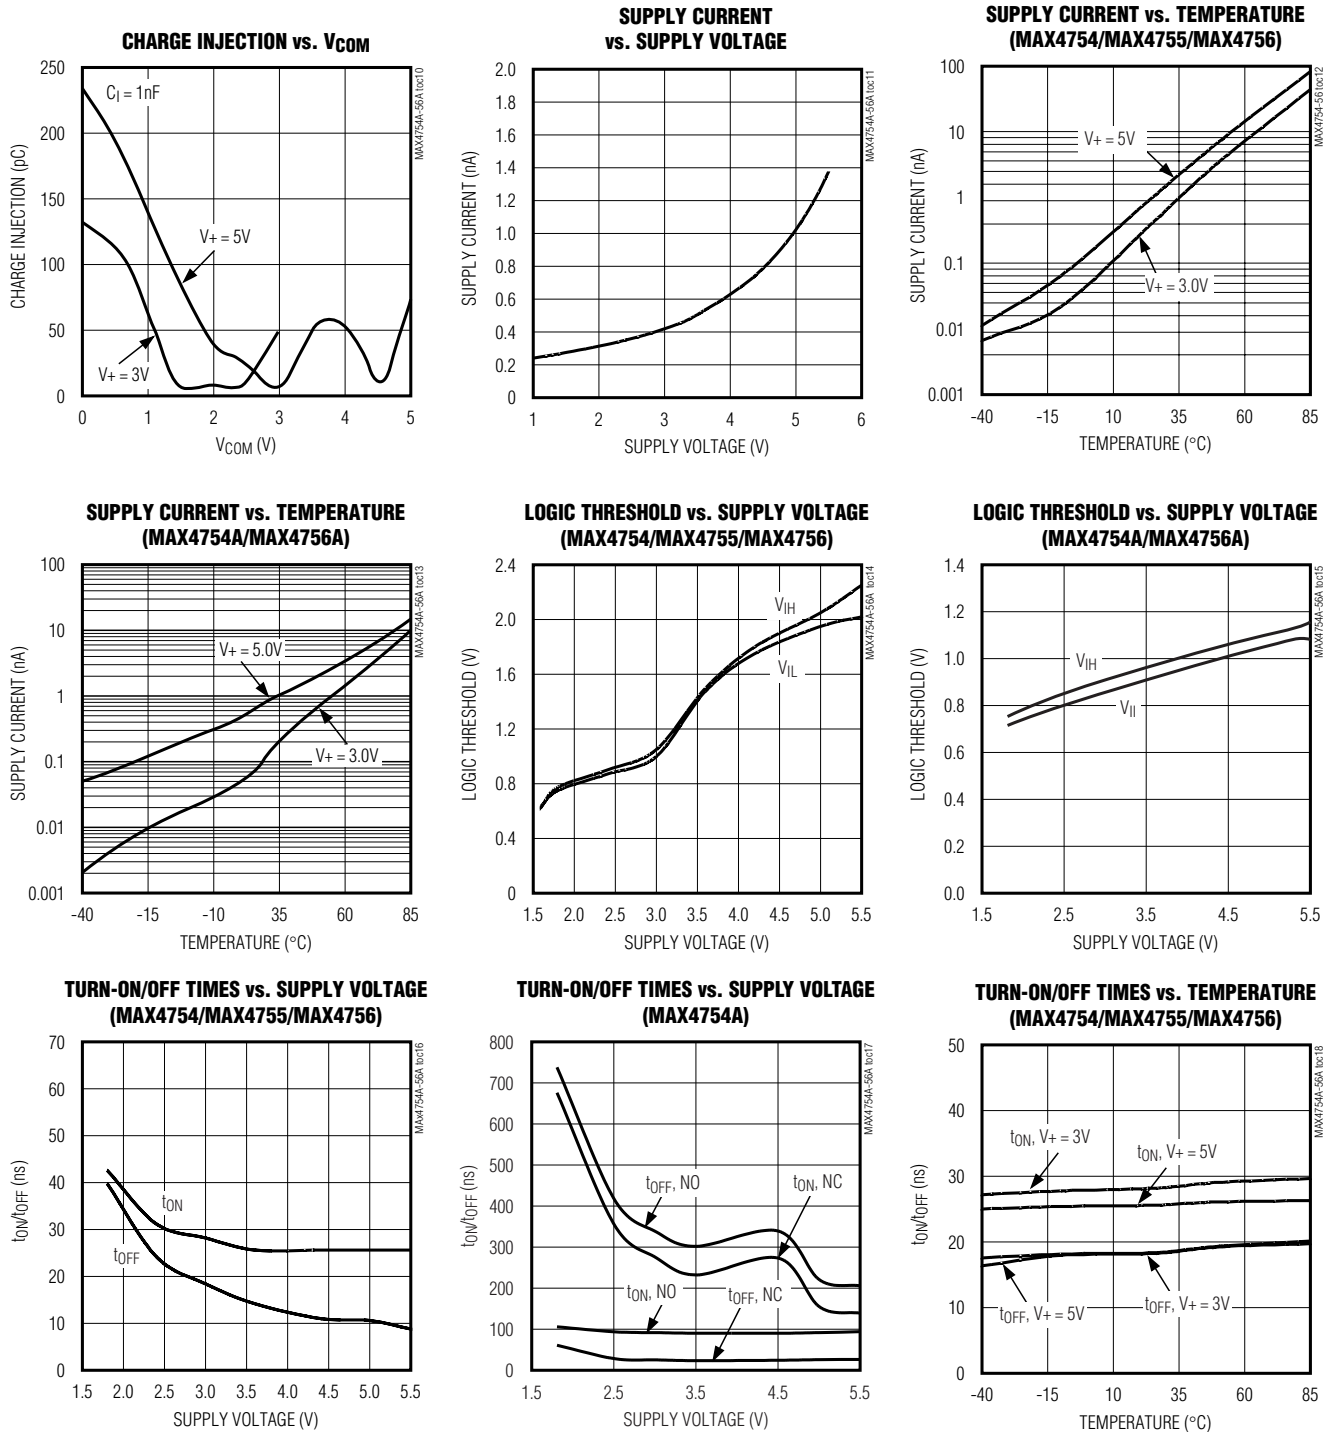 CHARGE INJECTION vs. VCOM
250
200
150
100
50
0
CHARGE INJECTION (pC)
CI = 1nF
V+ = 5V
V+ = 3V
MAX4754A-56A toc10
0 1 2 3 4 5
VCOM (V)
SUPPLY CURRENT
vs. SUPPLY VOLTAGE
2.0
1.8
1.6
1.4
1.2
1.0
0.8
0.6
0.4
0.2
0
SUPPLY CURRENT (nA)
MAX4754A-56A toc11
1 2 3 4 5 6
SUPPLY VOLTAGE (V)
SUPPLY CURRENT vs. TEMPERATURE
(MAX4754/MAX4755/MAX4756)
100
10
1
0.1
0.01
0.001
SUPPLY CURRENT (nA)
V+ = 5V
V+ = 3.0V
MAX4754-56toc12
-40 -15 10 35 60 85
TEMPERATURE (°C)
SUPPLY CURRENT vs. TEMPERATURE
(MAX4754A/MAX4756A)
100
10
1
0.1
0.01
0.001
SUPPLY CURRENT (nA)
V+ = 5.0V
V+ = 3.0V
MAX4754A-56A toc13
-40 -15 -10 35 60 85
TEMPERATURE (°C)
LOGIC THRESHOLD vs. SUPPLY VOLTAGE
(MAX4754/MAX4755/MAX4756)
2.4
2.0
1.6
1.2
0.8
0.4
0
LOGIC THRESHOLD (V)
VIH
VIL
MAX4754A-56A toc14
1.5 2.0 2.5 3.0 3.5 4.0 4.5 5.0 5.5
SUPPLY VOLTAGE (V)
LOGIC THRESHOLD vs. SUPPLY VOLTAGE
(MAX4754A/MAX4756A)
1.4
1.2
1.0
0.8
0.6
0.4
0.2
0.0
LOGIC THRESHOLD (V)
VIH
VIl
MAX4754A-56A toc15
1.5 2.5 3.5 4.5 5.5
SUPPLY VOLTAGE (V)
TURN-ON/OFF TIMES vs. SUPPLY VOLTAGE
(MAX4754/MAX4755/MAX4756)
70
60
50
40
30
20
10
0
tON/tOFF (ns)
tON
tOFF
MAX4754A-56A toc16
1.5 2.0 2.5 3.0 3.5 4.0 4.5 5.0 5.5
SUPPLY VOLTAGE (V)
TURN-ON/OFF TIMES vs. SUPPLY VOLTAGE
(MAX4754A)
800
700
600
500
400
300
200
100
0
tON/tOFF (ns)
tOFF, NO
tON, NC
tON, NO
tOFF, NC
MAX4754A-56A toc17
1.5 2.5 3.5 4.5 5.5
SUPPLY VOLTAGE (V)
TURN-ON/OFF TIMES vs. TEMPERATURE
(MAX4754/MAX4755/MAX4756)
50
40
30
20
10
0
tON/tOFF (ns)
tON, V+ = 3V
tON, V+ = 5V
tOFF, V+ = 5V
tOFF, V+ = 3V
MAX4754A-56A toc18
-40 -15 10 35 60 85
TEMPERATURE (°C)